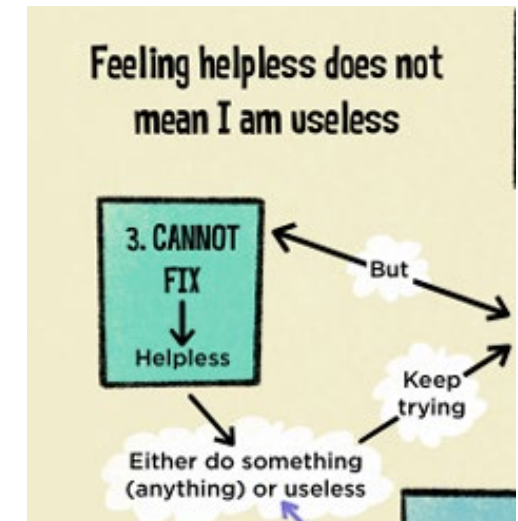 Feeling helpless does not
mean I am useless
3. CANNOT
FIX
Helpless
But
Keep
trying
Either do something
(anything) or useless